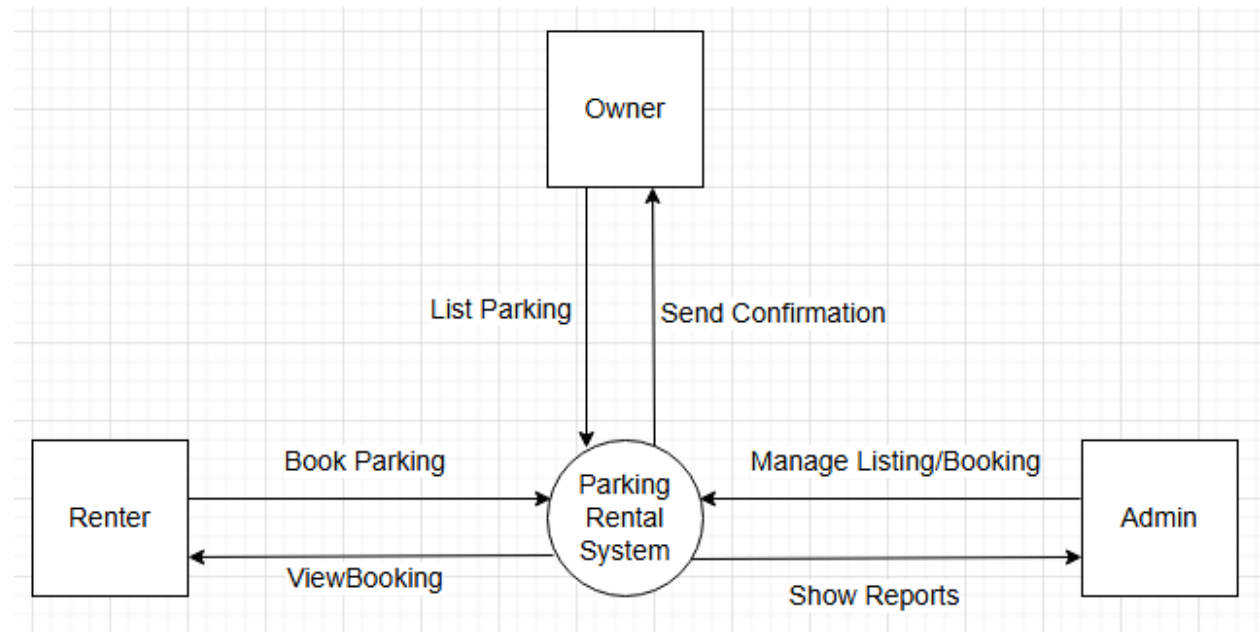 Owner
List Parking
Send Confirmation
Book Parking
Manage Listing/Booking
Renter
Parking
Rental
System
Admin
ViewBooking
Show Reports